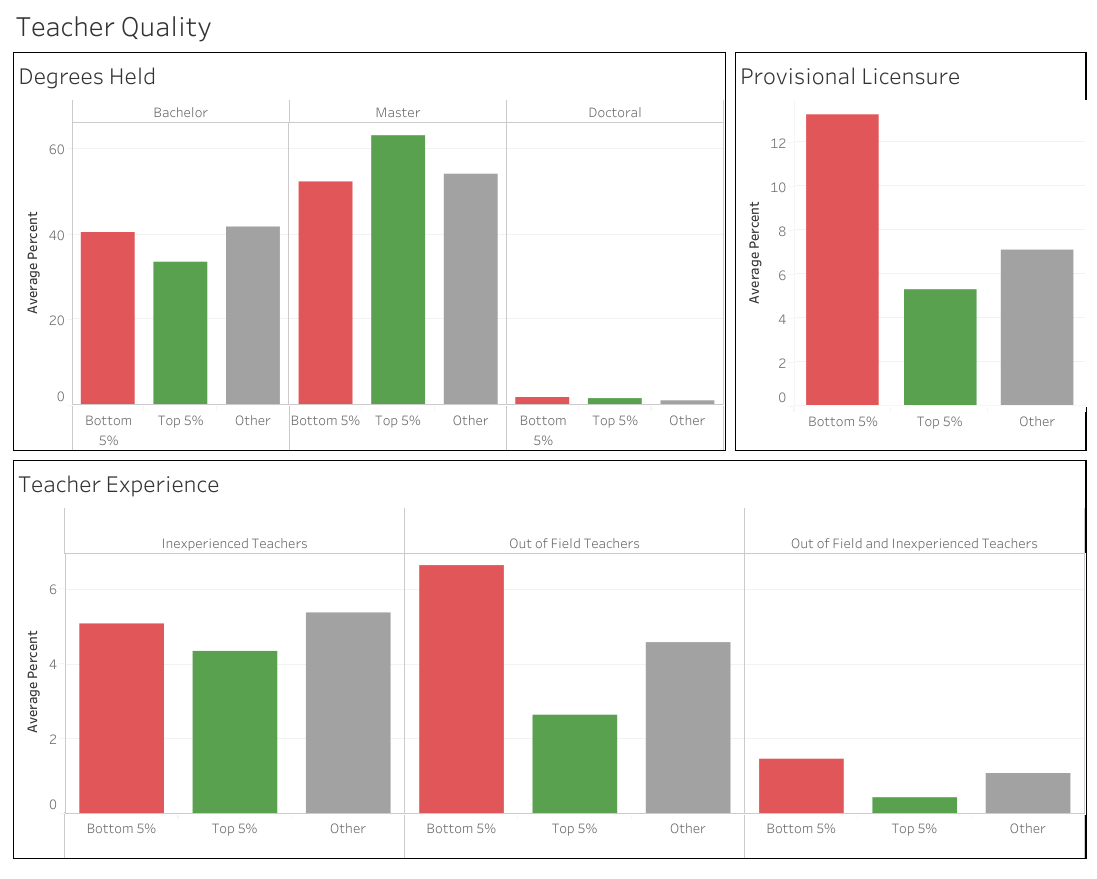 Teacher Quality
Degrees Held
Bachelor
Master
Doctoral
Average Percent
60
40
20
0
Bottom 5%
Top 5%
Other
Bottom 5%
Top 5%
Other
Bottom 5%
Top 5%
Other
Provisional Licensure
Average Percent
12
10
8
6
4
2
0
Bottom 5%
Top 5%
Other
Teacher Experience
Inexperienced Teachers
Out of Field Teachers
Out of Field and Inexperienced Teachers
Average Percent
6
4
2
0
Bottom 5%
Top 5%
Other
Bottom 5%
Top 5%
Other
Bottom 5%
Top 5%
Other